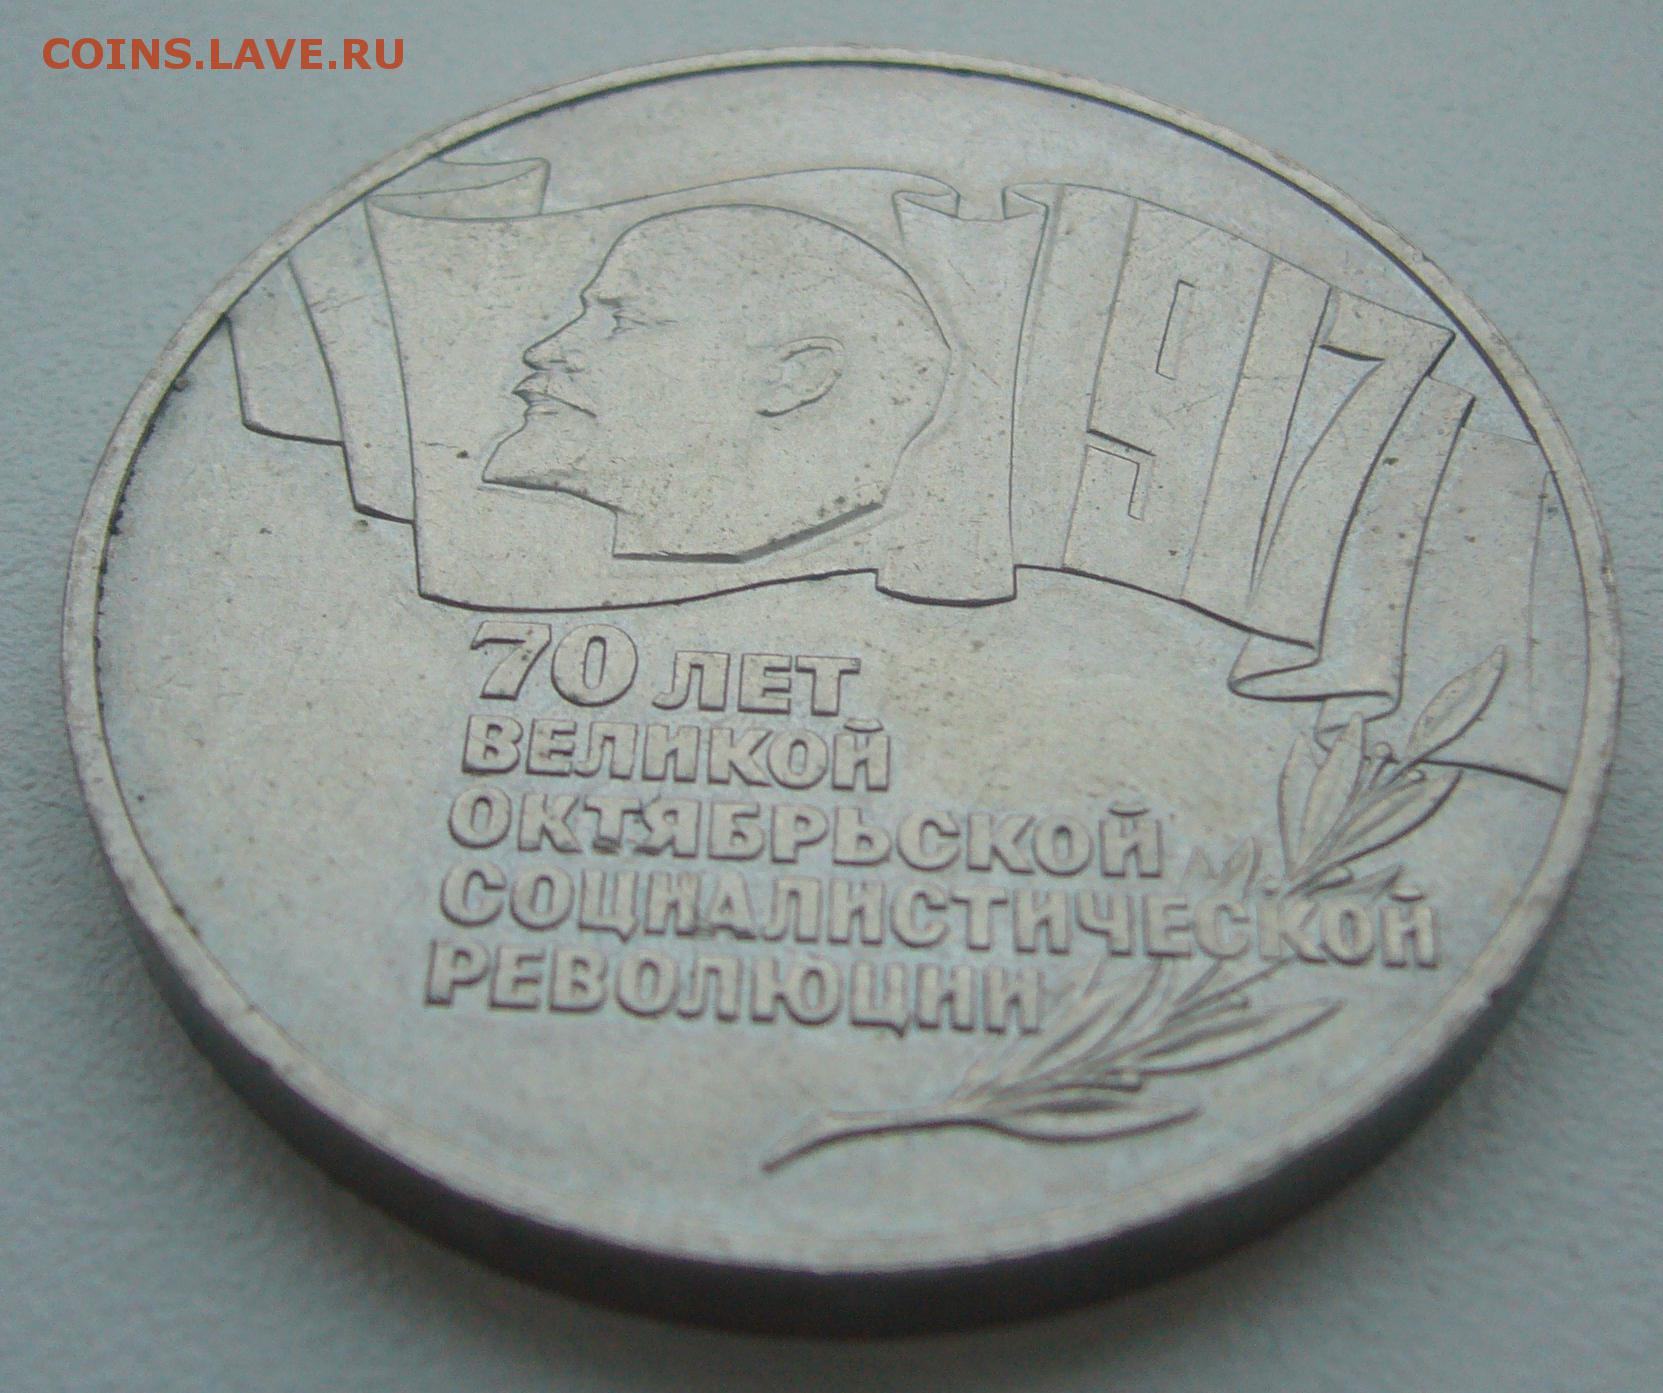 COINS.LAVE.RU
1917
70 ЛЕТ
ВЕЛИКОЙ
ОКТЯБРЬСКОЙ
СОЦИАЛИСТИЧЕСКОЙ
РЕВОЛЮЦИИ